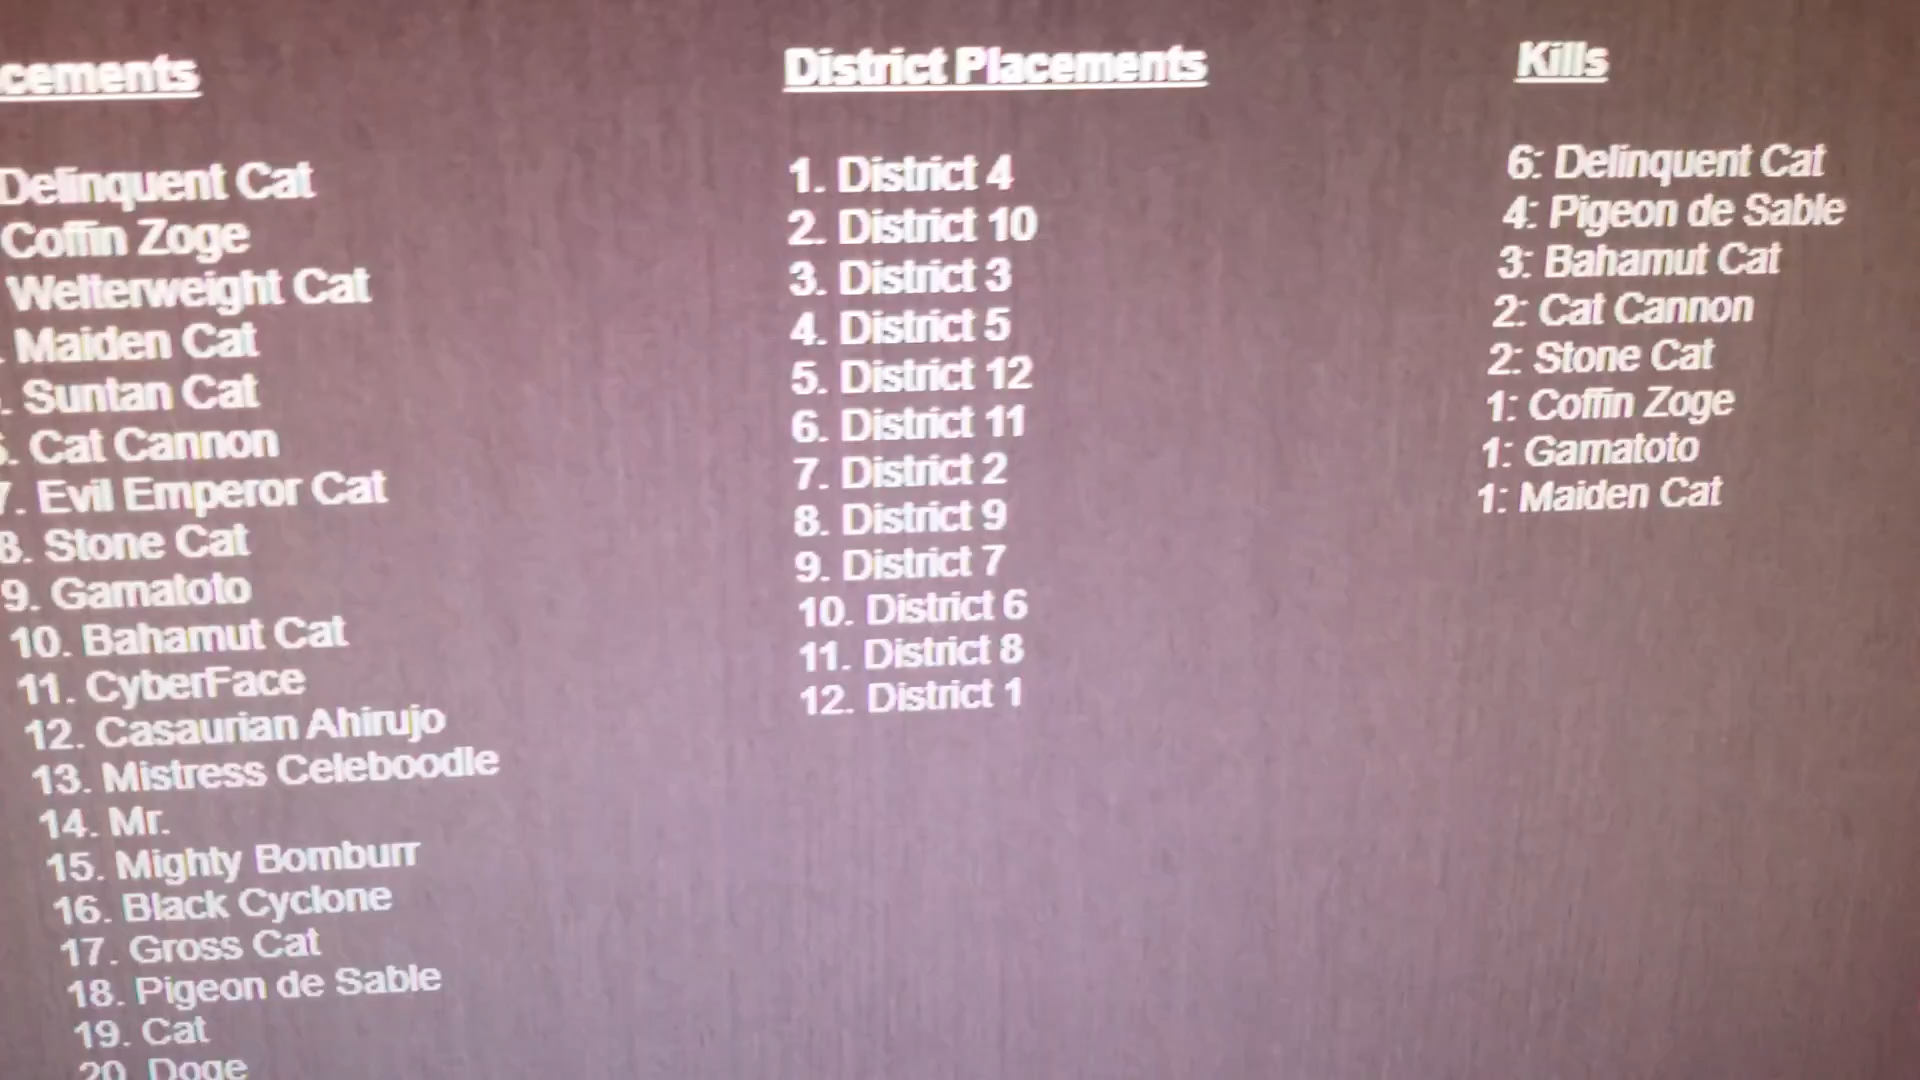 cements
Delinquent Cat
Coffin Zoge
Welterweight Cat
. Maiden Cat
. Suntan Cat
. Cat Cannon
7. Evil Emperor Cat
8. Stone Cat
9. Gamatoto
10. Bahamut Cat
11. CyberFace
12. Casaurian Ahirujo
13. Mistress Celeboodle
14. Mr.
15. Mighty Bomburr
16. Black Cyclone
17. Gross Cat
18. Pigeon de Sable
19. Cat
20. Doge
District Placements
1. District 4
2. District 10
3. District 3
4. District 5
5. District 12
6. District 11
7. District 2
8. District 9
9. District 7
10. District 6
11. District 8
12. District 1
Kills
6: Delinquent Cat
4: Pigeon de Sable
3: Bahamut Cat
2: Cat Cannon
2: Stone Cat
1: Coffin Zoge
1: Gamatoto
1: Maiden Cat